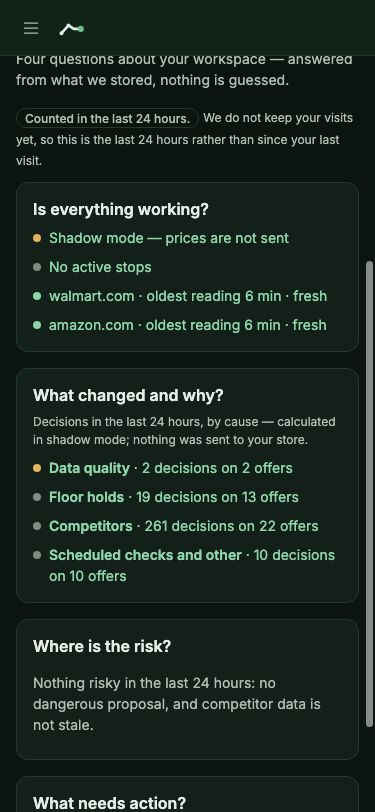 Four questions about your workspace — answered
from what we stored, nothing is guessed.
Counted in the last 24 hours. We do not keep your visits
yet, so this is the last 24 hours rather than since your last
visit.
Is everything working?
Shadow mode — prices are not sent
No active stops
walmart.com · oldest reading 6 min · fresh
amazon.com · oldest reading 6 min · fresh
What changed and why?
Decisions in the last 24 hours, by cause — calculated
in shadow mode; nothing was sent to your store.
Data quality · 2 decisions on 2 offers
Floor holds · 19 decisions on 13 offers
Competitors · 261 decisions on 22 offers
Scheduled checks and other · 10 decisions
on 10 offers
Where is the risk?
Nothing risky in the last 24 hours: no
dangerous proposal, and competitor data is
not stale.
What needs action?